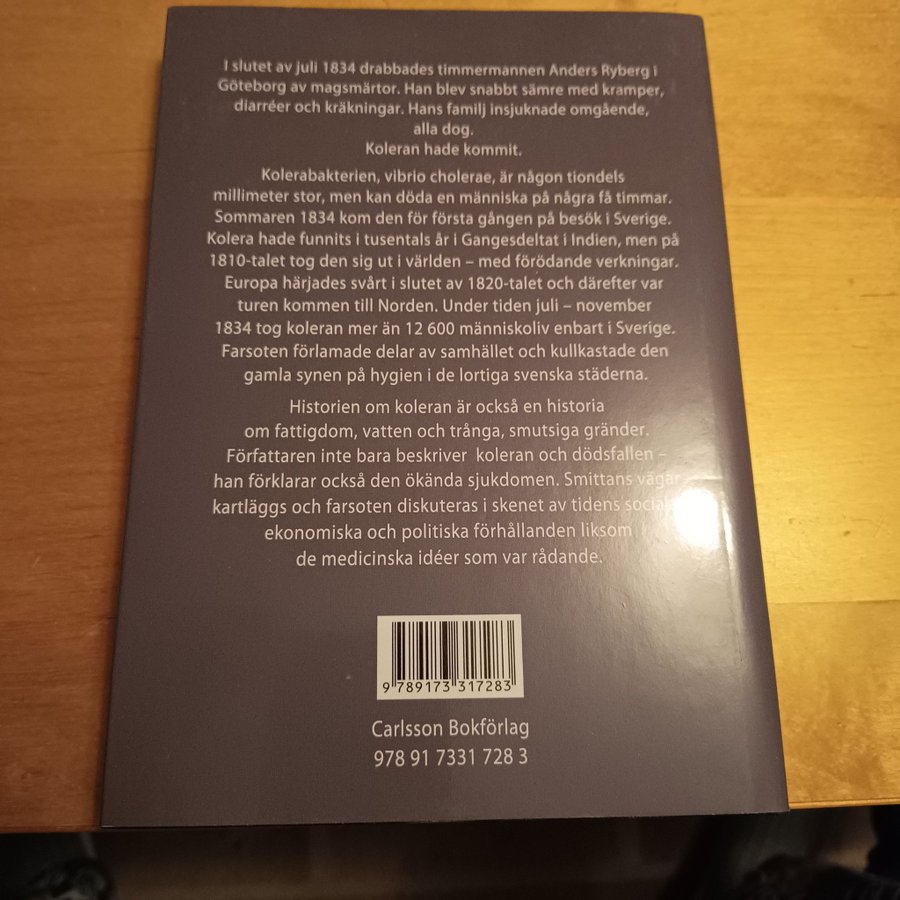 I slutet av juli 1834 drabbades timmermannen Anders Ryberg i
Göteborg av magsmärtor. Han blev snabbt sämre med kramper,
diarréer och kräkningar. Hans familj insjuknade omgående,
alla dog.
Koleran hade kommit.
Kolerabakterien, vibrio cholerae, är någon tiondels
millimeter stor, men kan döda en människa på några få timmar.
Sommaren 1834 kom den för första gången på besök i Sverige.
Kolera hade funnits i tusentals år i Gangesdeltat i Indien, men på
1810-talet tog den sig ut i världen – med förödande verkningar.
Europa härjades svårt i slutet av 1820-talet och därefter var
turen kommen till Norden. Under tiden juli – november
1834 tog koleran mer än 12 600 människoliv enbart i Sverige.
Farsoten förlamade delar av samhället och kullkastade den
gamla synen på hygien i de lortiga svenska städerna.
Historien om koleran är också en historia
om fattigdom, vatten och trånga, smutsiga gränder.
Författaren inte bara beskriver koleran och dödsfallen –
han förklarar också den ökända sjukdomen. Smittans vägar
kartläggs och farsoten diskuteras i skenet av tidens
ekonomiska och politiska förhållanden liksom
de medicinska idéer som var rådande.
9 789173 317283
Carlsson Bokförlag
978 91 7331 728 3